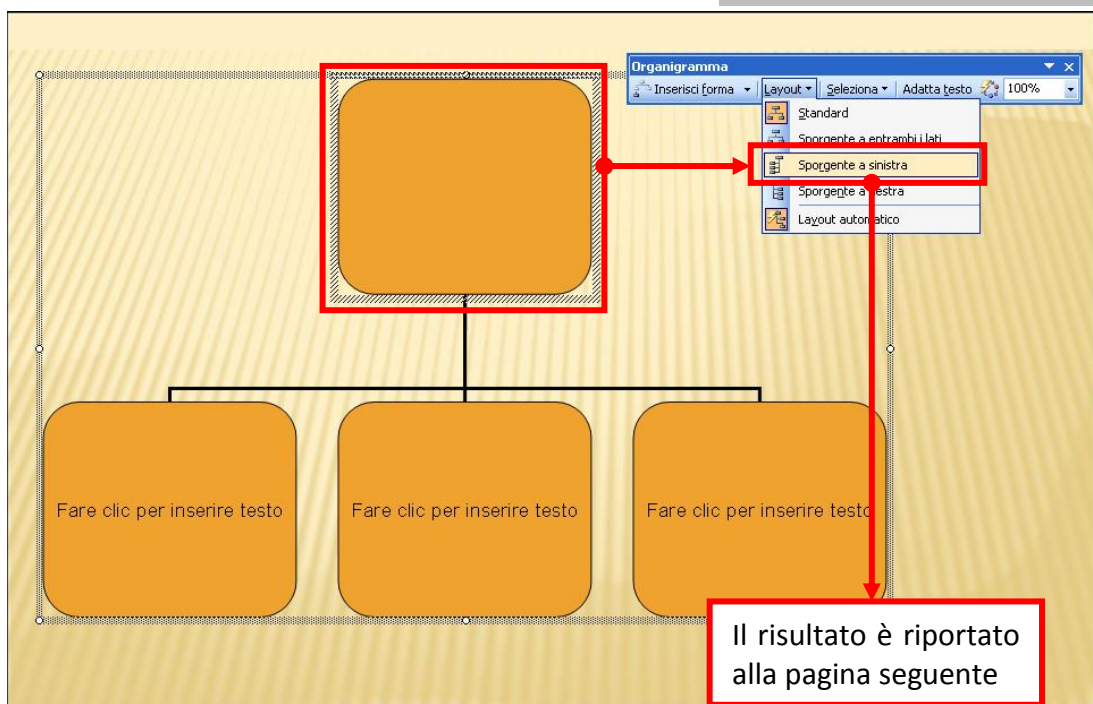 Organigramma
Inserisci forma Layout Seleziona Adatta testo 100%
Standard
Sporgente a entrambi i lati
Sporgente a sinistra
Sporgente a destra
Layout automatico
Fare clic per inserire testo Fare clic per inserire testo Fare clic per inserire testo
Il risultato è riportato
alla pagina seguente